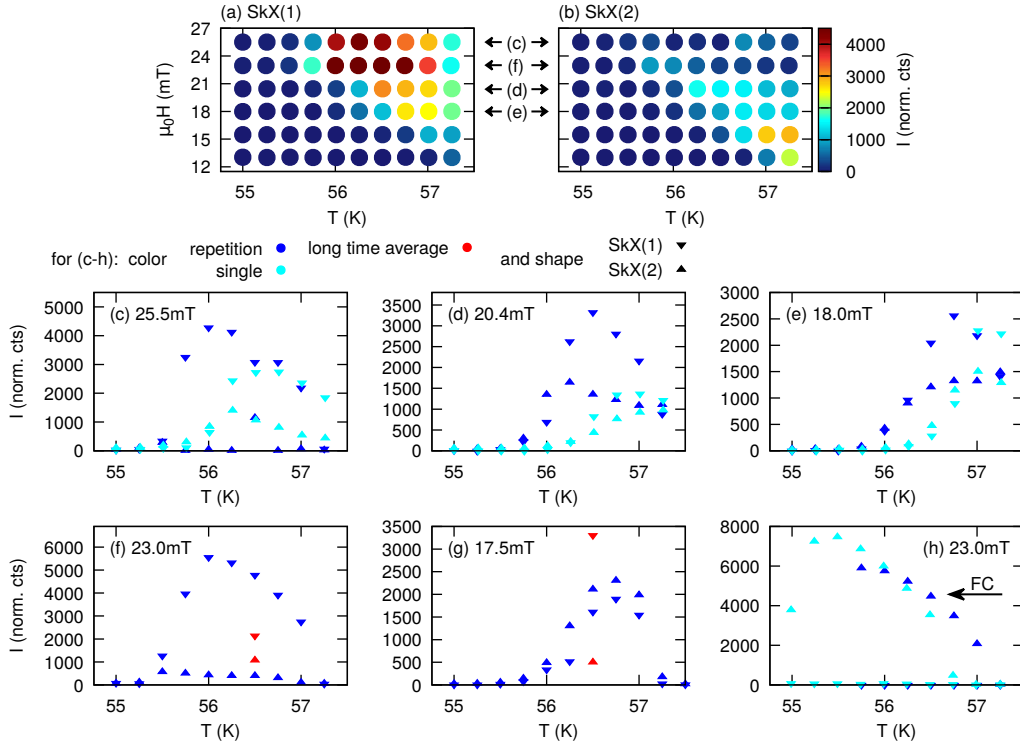 (a) SkX(1)
(b) SkX(2)
27
24
21
18
15
12
μ₀H (mT)
55
56
57
T (K)
(c)
(f)
(d)
(e)
55
56
57
T (K)
4000
3000
2000
1000
0
I (norm. cts)
for (c-h): color
repetition
single
long time average
and shape
SkX(1)
SkX(2)
(c) 25.5mT
5000
4000
3000
2000
1000
0
I (norm. cts)
55
56
57
T (K)
(d) 20.4mT
3500
3000
2500
2000
1500
1000
500
0
55
56
57
T (K)
(e) 18.0mT
3000
2500
2000
1500
1000
500
0
55
56
57
T (K)
(f) 23.0mT
6000
5000
4000
3000
2000
1000
0
I (norm. cts)
55
56
57
T (K)
(g) 17.5mT
3500
3000
2500
2000
1500
1000
500
0
55
56
57
T (K)
(h) 23.0mT
FC
8000
6000
4000
2000
0
55
56
57
T (K)